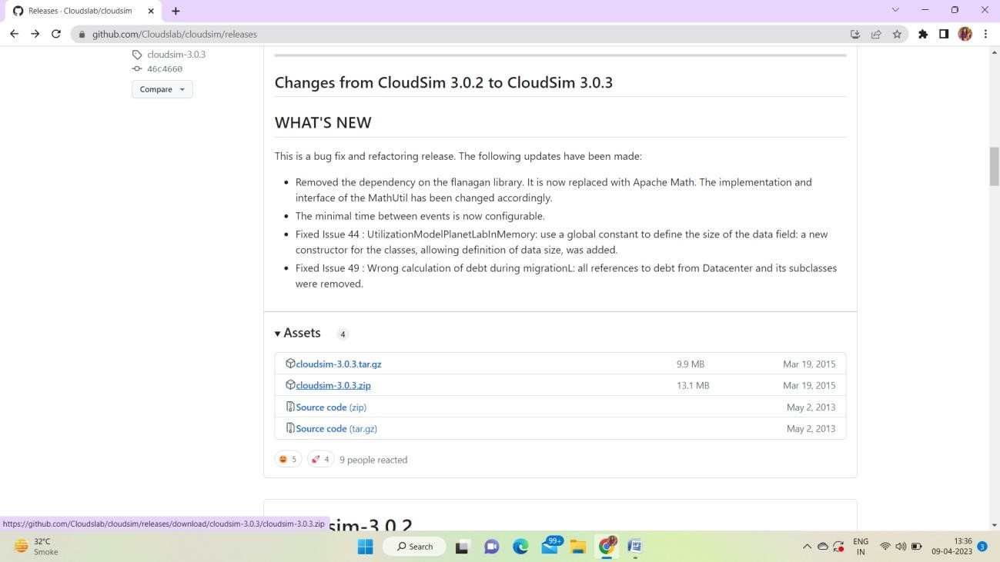 Releases · Cloudslab/cloudsim
github.com/Cloudslab/cloudsim/releases
cloudsim-3.0.3
46c4660
Compare
Changes from CloudSim 3.0.2 to CloudSim 3.0.3
WHAT'S NEW
This is a bug fix and refactoring release. The following updates have been made:
• Removed the dependency on the flanagan library. It is now replaced with Apache Math. The implementation and
interface of the MathUtil has been changed accordingly.
• The minimal time between events is now configurable.
• Fixed Issue 44 : UtilizationModelPlanetLabInMemory: use a global constant to define the size of the data field: a new
constructor for the classes, allowing definition of data size, was added.
• Fixed Issue 49 : Wrong calculation of debt during migrationL: all references to debt from Datacenter and its subclasses
were removed.
Assets 4
cloudsim-3.0.3.tar.gz 9.9 MB Mar 19, 2015
cloudsim-3.0.3.zip 13.1 MB Mar 19, 2015
Source code (zip) May 2, 2013
Source code (tar.gz) May 2, 2013
5 4 9 people reacted
https://github.com/Cloudslab/cloudsim/releases/download/cloudsim-3.0.3/cloudsim-3.0.3.zip
sim-3.0.2
32°C
Smoke
Search
99+
ENG
IN
13:36
09-04-2023
3